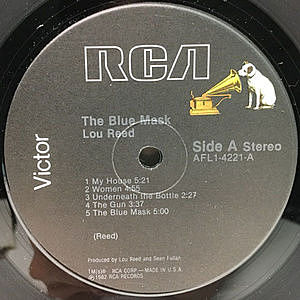 RCA
Victor
The Blue Mask
Lou Reed
Side A Stereo
AFL1-4221-A
1 My House 5:21
2 Women 4:55
3 Underneath the Bottle 2:27
4 The Gun 3:37
5 The Blue Mask 5:00
(Reed)
Produced by Lou Reed and Sean Fullan
RCA CORP—MADE IN U.S.A.
1982 RCA RECORDS